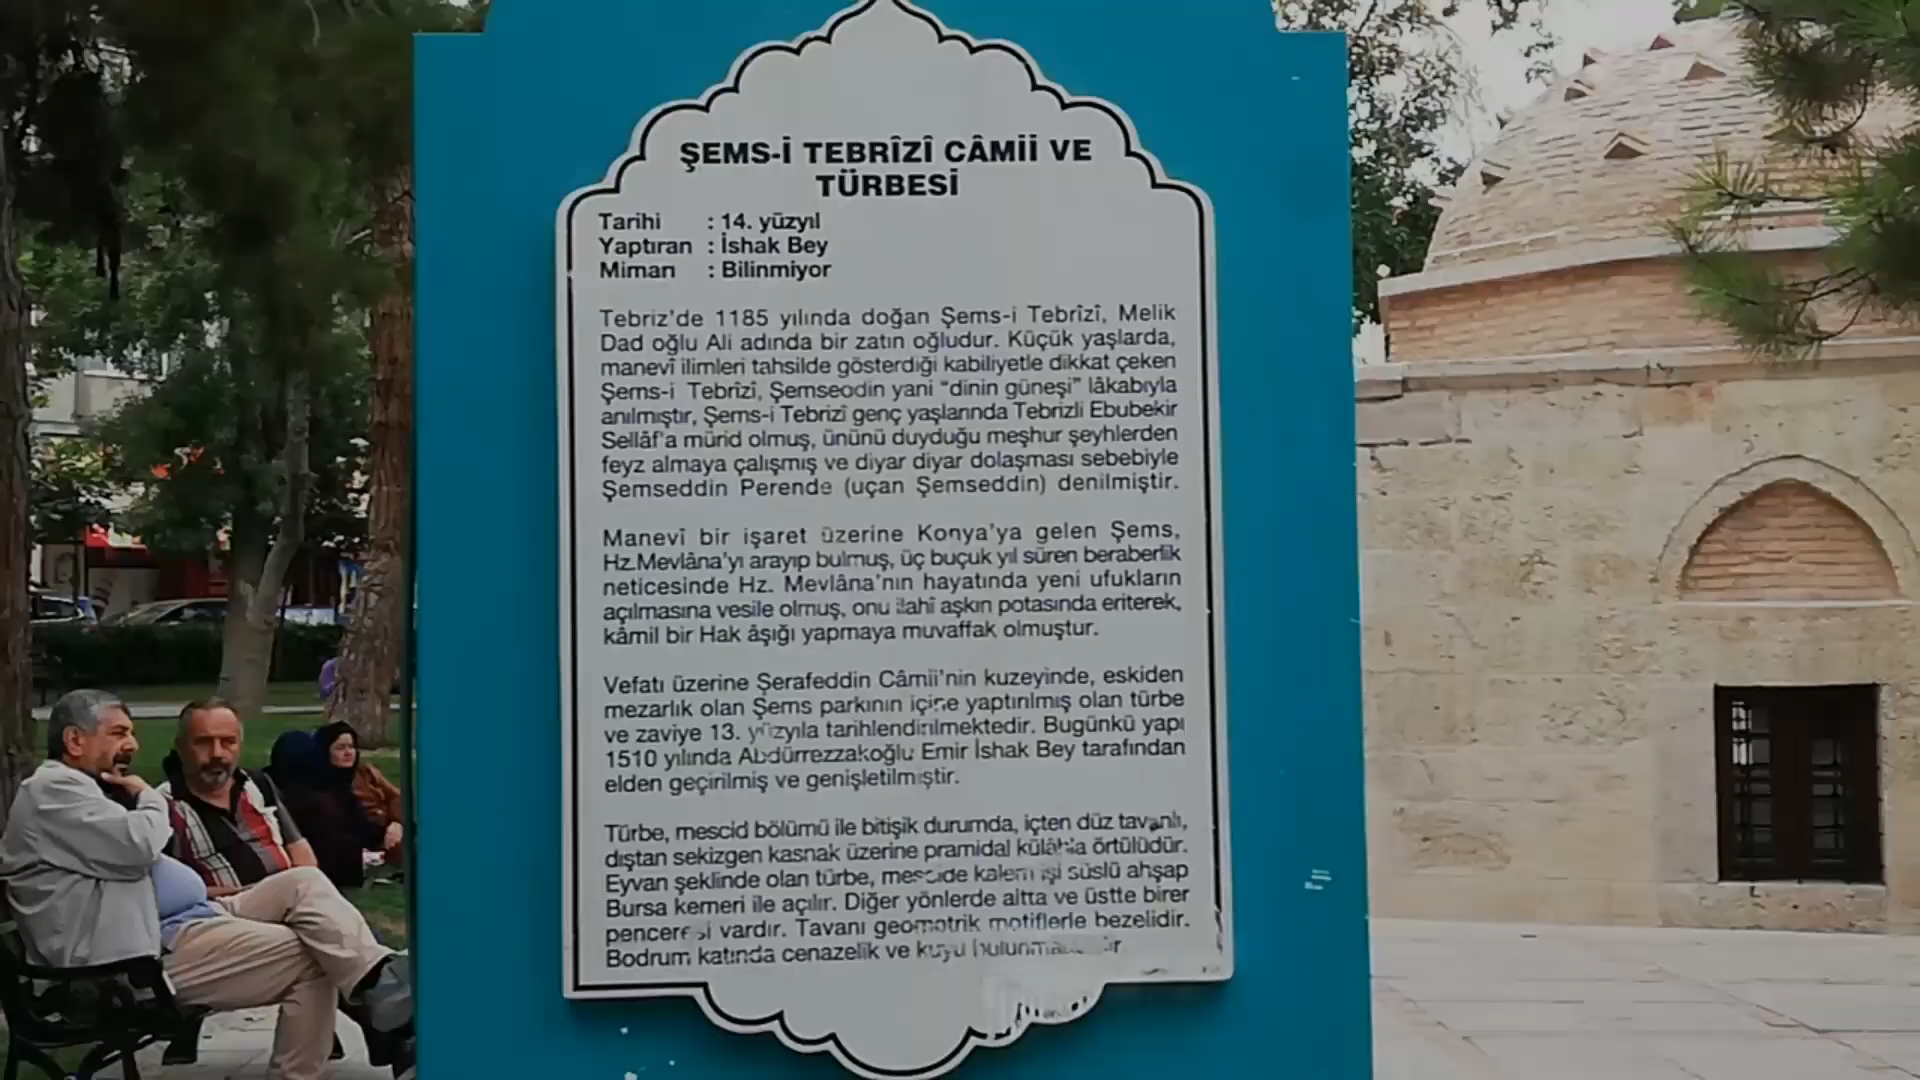 ŞEMS-İ TEBRÎZÎ CÂMİİ VE
TÜRBESİ
Tarihi : 14. yüzyıl
Yaptıran : İshak Bey
Mimarı : Bilinmiyor
Tebriz'de 1185 yılında doğan Şems-i Tebrîzî, Melik
Dad oğlu Ali adında bir zatın oğludur. Küçük yaşlarda,
manevî ilimleri tahsilde gösterdiği kabiliyetle dikkat çeken
Şems-i Tebrîzî, Şemseddin yani "dinin güneşi" lâkabıyla
anılmıştır, Şems-i Tebrizî genç yaşlarında Tebrizli Ebubekir
Sellâf'a mürid olmuş, ününü duyduğu meşhur şeyhlerden
feyz almaya çalışmış ve diyar diyar dolaşması sebebiyle
Şemseddin Perende (uçan Şemseddin) denilmiştir.
Manevî bir işaret üzerine Konya'ya gelen Şems,
Hz.Mevlâna'yı arayıp bulmuş, üç buçuk yıl süren beraberlik
neticesinde Hz. Mevlâna'nın hayatında yeni ufukların
açılmasına vesile olmuş, onu ilahî aşkın potasında eriterek,
kâmil bir Hak âşığı yapmaya muvaffak olmuştur.
Vefatı üzerine Şerafeddin Câmii'nin kuzeyinde, eskiden
mezarlık olan Şems parkının içine yaptırılmış olan türbe
ve zaviye 13. yüzyıla tarihlendirilmektedir. Bugünkü yapı
1510 yılında Abdürrezzakoğlu Emir İshak Bey tarafından
elden geçirilmiş ve genişletilmiştir.
Türbe, mescid bölümü ile bitişik durumda, içten düz tavanlı,
dıştan sekizgen kasnak üzerine pramidal külâhla örtülüdür.
Eyvan şeklinde olan türbe, mescide kalem işi süslü ahşap
Bursa kemeri ile açılır. Diğer yönlerde altta ve üstte birer
penceresi vardır. Tavanı geometrik motiflerle bezelidir.
Bodrum katında cenazelik ve kuyu